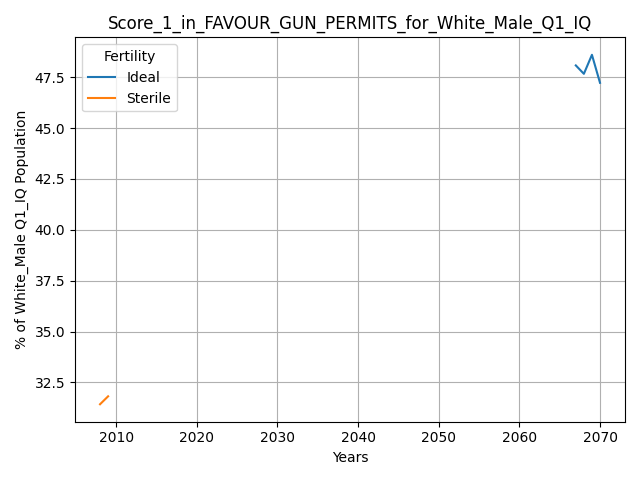 Score_1_in_FAVOUR_GUN_PERMITS_for_White_Male_Q1_IQ
Fertility
Ideal
Sterile
% of White_Male Q1_IQ Population
47.5
45.0
42.5
40.0
37.5
35.0
32.5
2010 2020 2030 2040 2050 2060 2070
Years